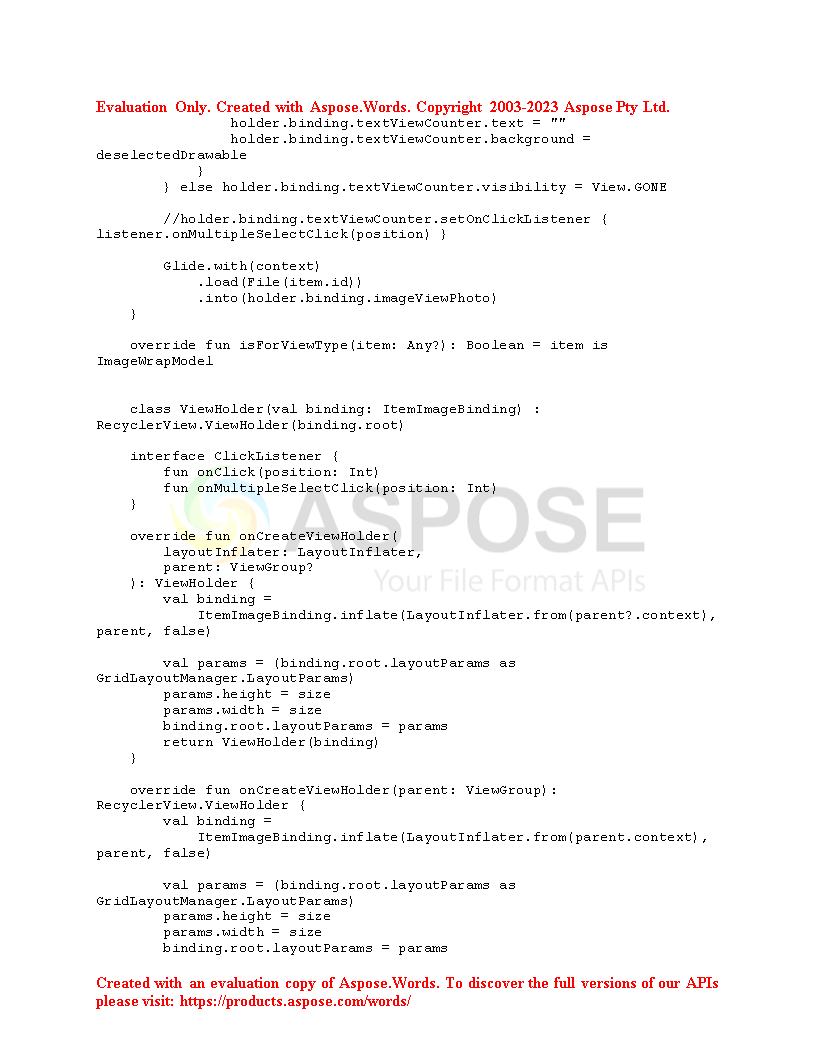 Evaluation Only. Created with Aspose.Words. Copyright 2003-2023 Aspose Pty Ltd.
                holder.binding.textViewCounter.text = ""
                holder.binding.textViewCounter.background =
deselectedDrawable
            }
        } else holder.binding.textViewCounter.visibility = View.GONE

        //holder.binding.textViewCounter.setOnClickListener {
listener.onMultipleSelectClick(position) }

        Glide.with(context)
            .load(File(item.id))
            .into(holder.binding.imageViewPhoto)
    }

    override fun isForViewType(item: Any?): Boolean = item is
ImageWrapModel


    class ViewHolder(val binding: ItemImageBinding) :
RecyclerView.ViewHolder(binding.root)

    interface ClickListener {
        fun onClick(position: Int)
        fun onMultipleSelectClick(position: Int)
    }
ASPOSE
Your File Format APIs

    override fun onCreateViewHolder(
        layoutInflater: LayoutInflater,
        parent: ViewGroup?
    ): ViewHolder {
        val binding =
            ItemImageBinding.inflate(LayoutInflater.from(parent?.context),
parent, false)

        val params = (binding.root.layoutParams as
GridLayoutManager.LayoutParams)
        params.height = size
        params.width = size
        binding.root.layoutParams = params
        return ViewHolder(binding)
    }

    override fun onCreateViewHolder(parent: ViewGroup):
RecyclerView.ViewHolder {
        val binding =
            ItemImageBinding.inflate(LayoutInflater.from(parent.context),
parent, false)

        val params = (binding.root.layoutParams as
GridLayoutManager.LayoutParams)
        params.height = size
        params.width = size
        binding.root.layoutParams = params

Created with an evaluation copy of Aspose.Words. To discover the full versions of our APIs
please visit: https://products.aspose.com/words/